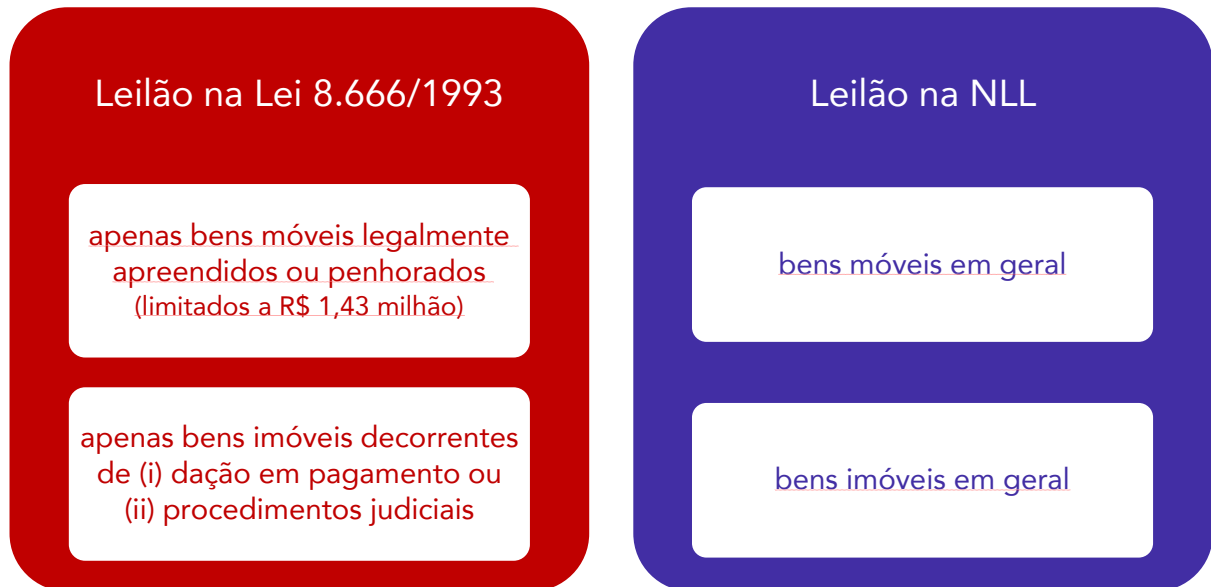 Leilão na Lei 8.666/1993
apenas bens móveis legalmente
apreendidos ou penhorados
(limitados a R$ 1,43 milhão)
apenas bens imóveis decorrentes
de (i) dação em pagamento ou
(ii) procedimentos judiciais
Leilão na NLL
bens móveis em geral
bens imóveis em geral